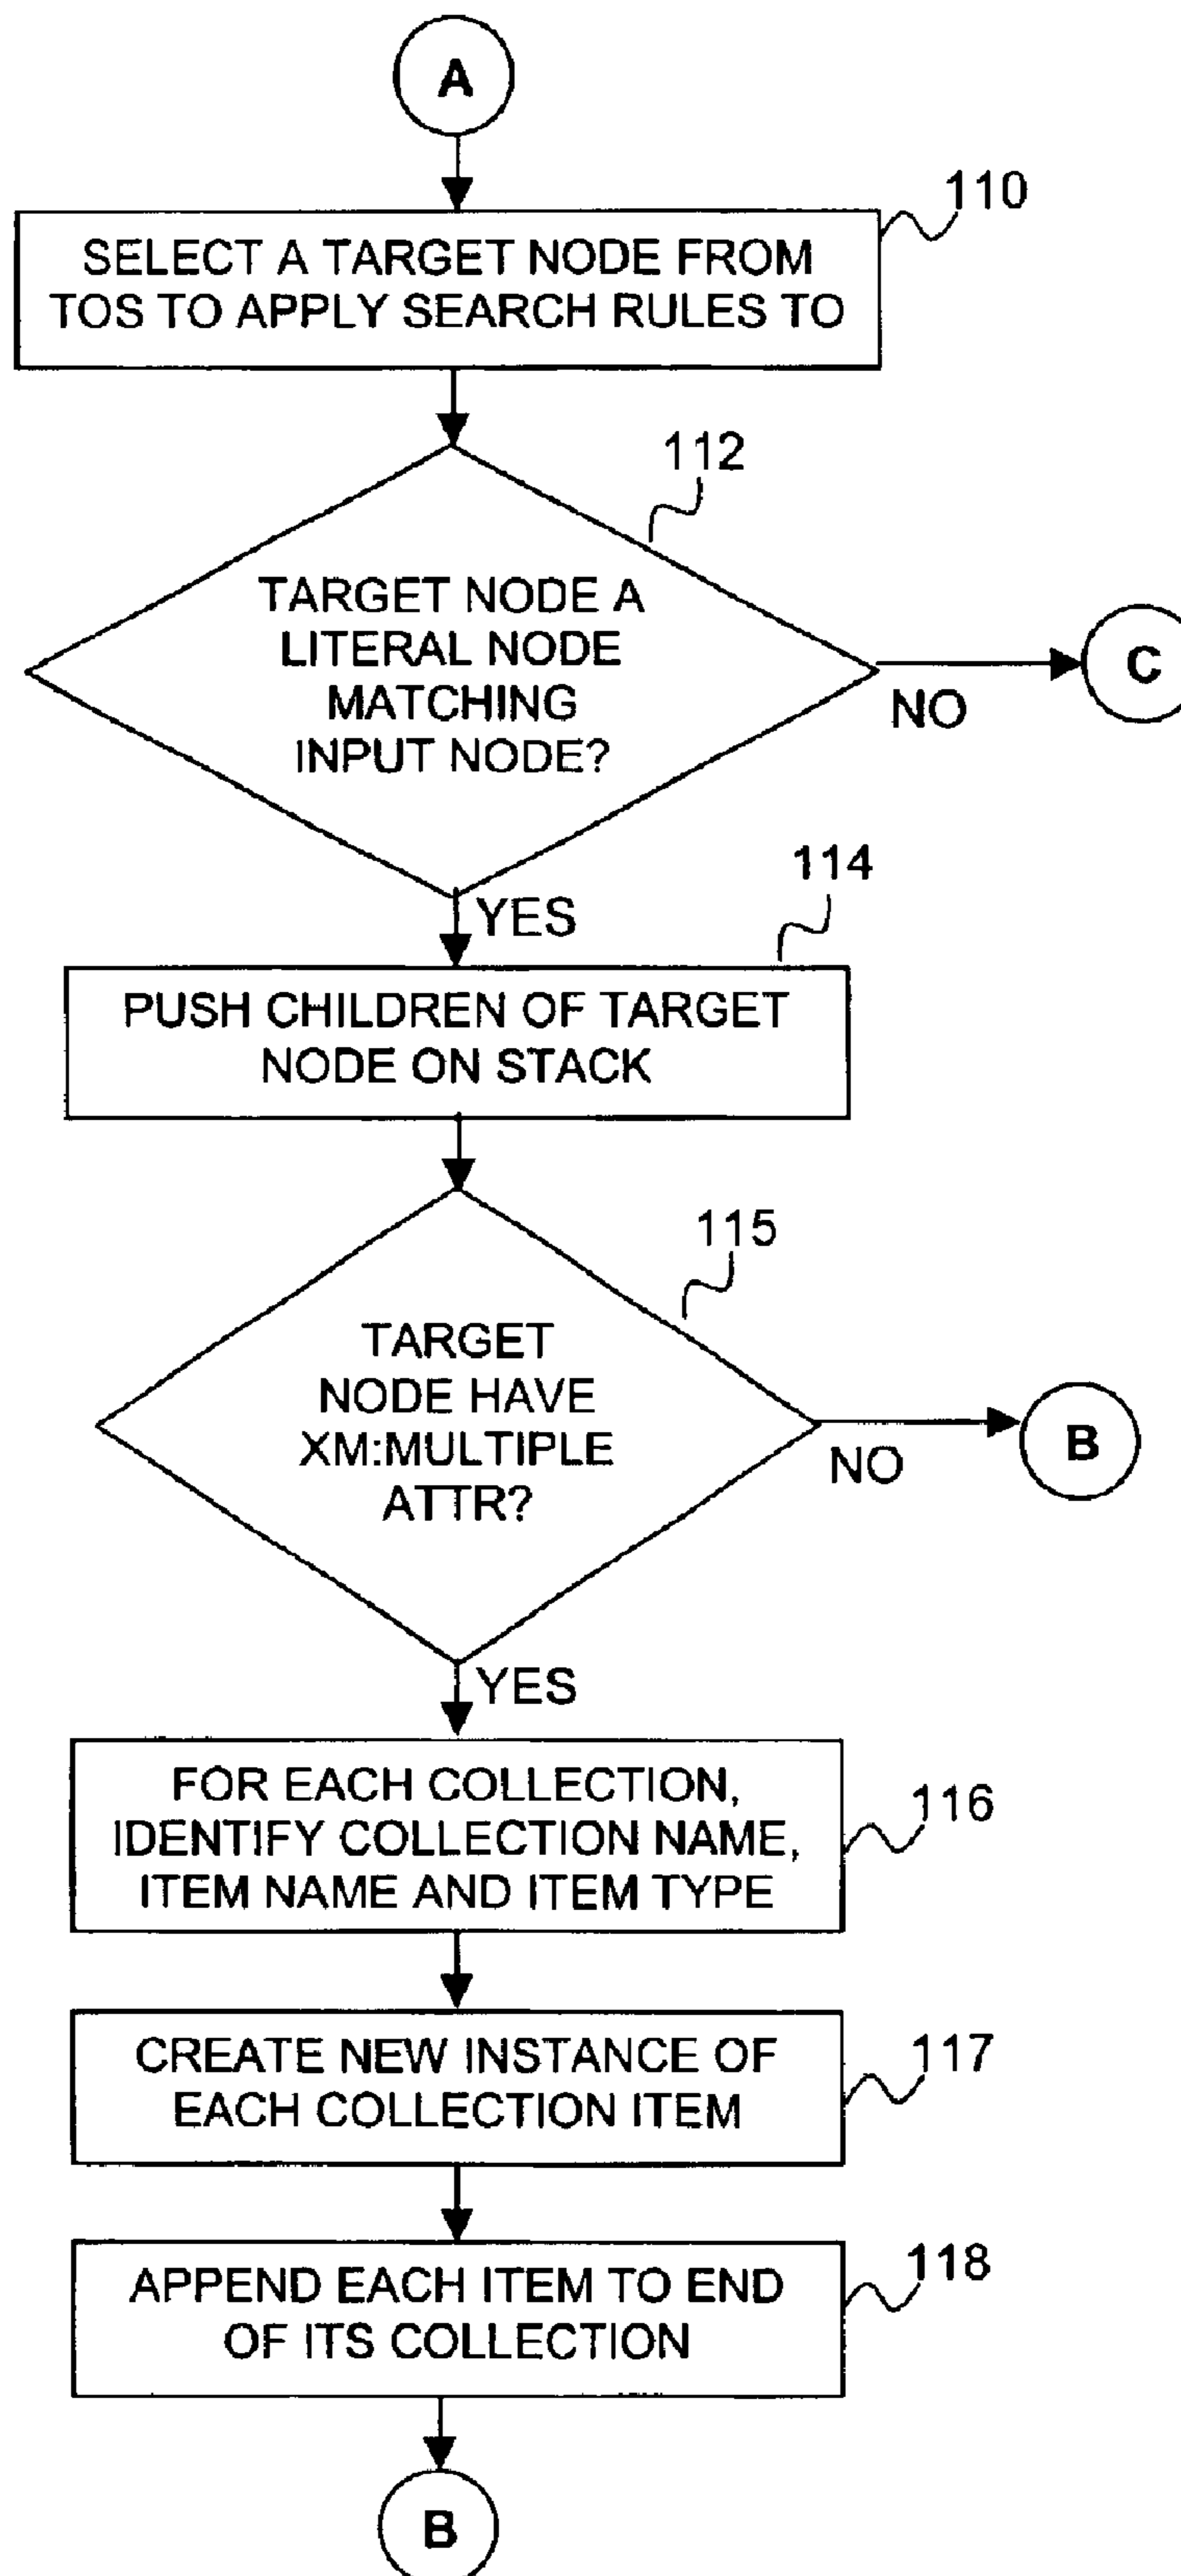 A
110
SELECT A TARGET NODE FROM
TOS TO APPLY SEARCH RULES TO
112
TARGET NODE A
LITERAL NODE
MATCHING
INPUT NODE?
NO
C
YES
114
PUSH CHILDREN OF TARGET
NODE ON STACK
115
TARGET
NODE HAVE
XM:MULTIPLE
ATTR?
NO
B
YES
116
FOR EACH COLLECTION,
IDENTIFY COLLECTION NAME,
ITEM NAME AND ITEM TYPE
117
CREATE NEW INSTANCE OF
EACH COLLECTION ITEM
118
APPEND EACH ITEM TO END
OF ITS COLLECTION
B